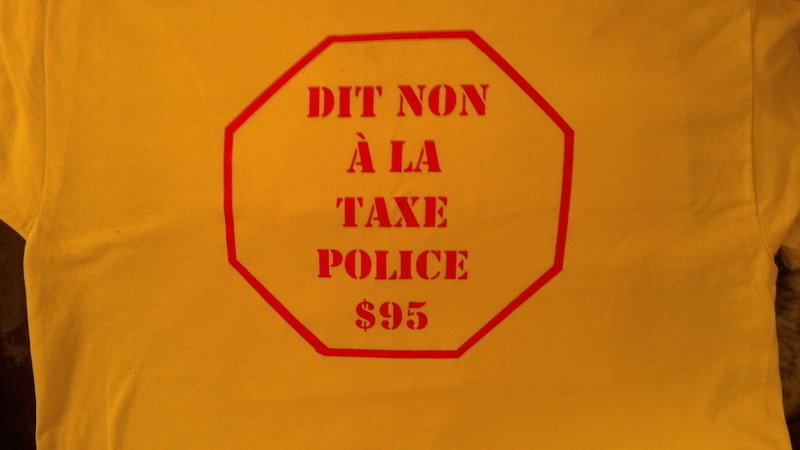 DIT NON
À LA
TAXE
POLICE
$95